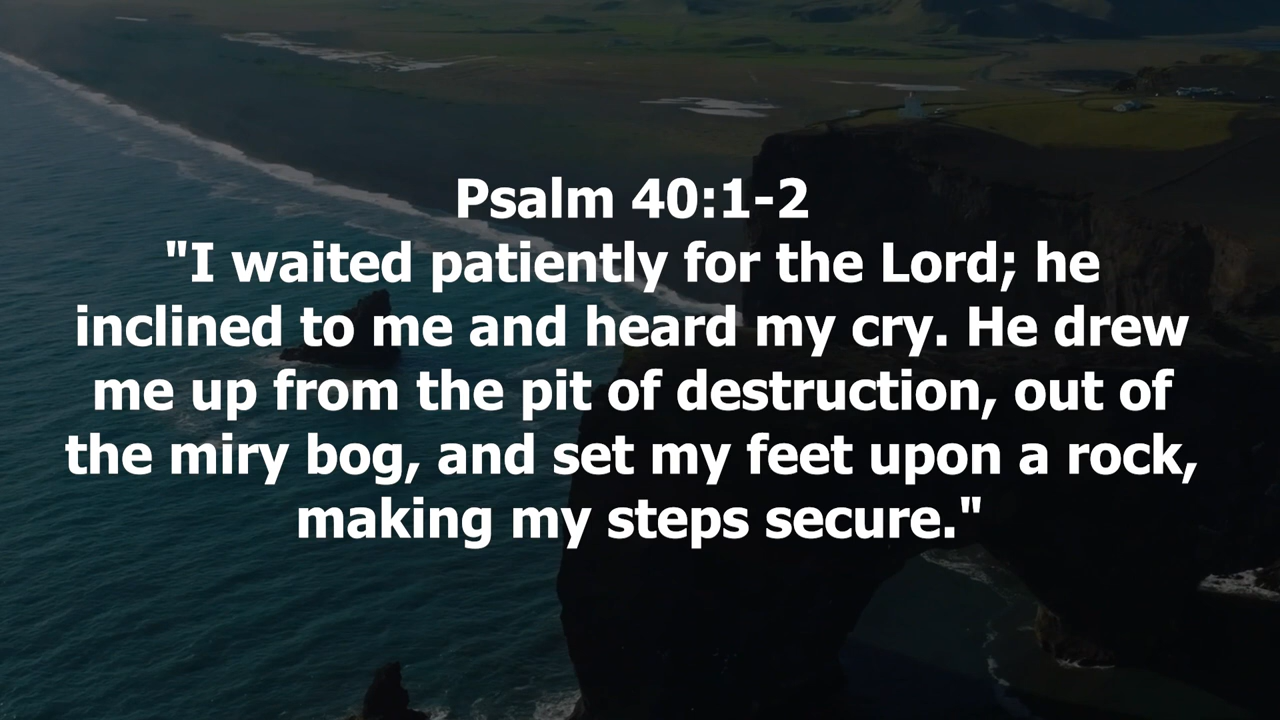 Psalm 40:1-2
"I waited patiently for the Lord; he
inclined to me and heard my cry. He drew
me up from the pit of destruction, out of
the miry bog, and set my feet upon a rock,
making my steps secure."